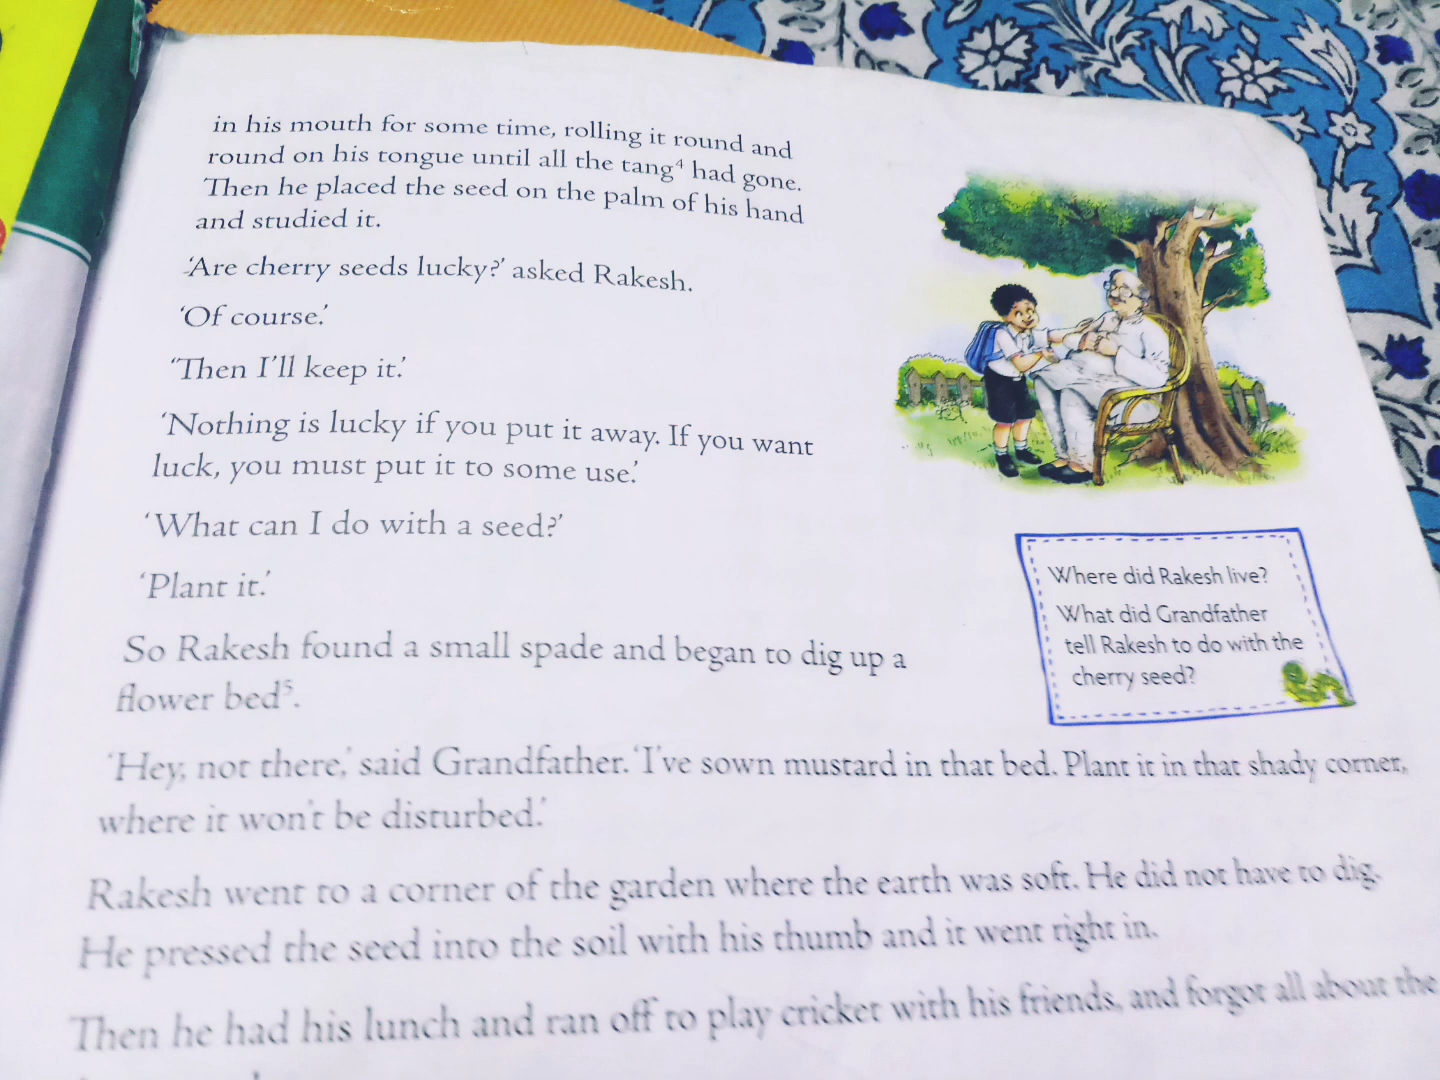 in his mouth for some time, rolling it round and
round on his tongue until all the tang⁴ had gone.
Then he placed the seed on the palm of his hand
and studied it.
‘Are cherry seeds lucky?’ asked Rakesh.
‘Of course.’
‘Then I’ll keep it.’
‘Nothing is lucky if you put it away. If you want
luck, you must put it to some use.’
‘What can I do with a seed?’
‘Plant it.’
So Rakesh found a small spade and began to dig up a
flower bed⁵.
‘Hey, not there,’ said Grandfather. ‘I’ve sown mustard in that bed. Plant it in that shady corner,
where it won’t be disturbed.’
Rakesh went to a corner of the garden where the earth was soft. He did not have to dig.
He pressed the seed into the soil with his thumb and it went right in.
Then he had his lunch and ran off to play cricket with his friends, and forgot all about the
Where did Rakesh live?
What did Grandfather
tell Rakesh to do with the
cherry seed?